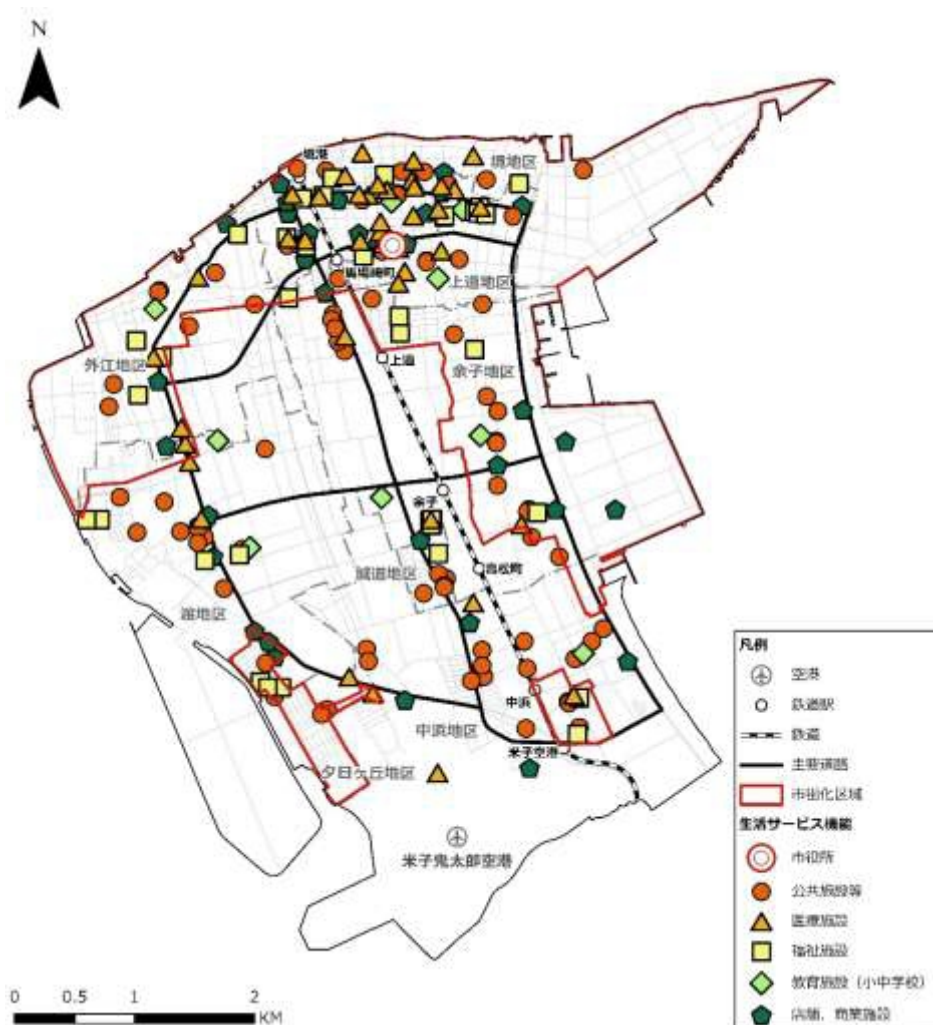 N
境港
境地区
馬場崎町
上道地区
外江地区
上道
余子地区
余子
高松町
誠道地区
渡地区
中浜
中浜地区
米子空港
夕日ヶ丘地区
米子鬼太郎空港
0 0.5 1 2
KM
凡例
空港
鉄道駅
鉄道
主要道路
市街化区域
生活サービス機能
市役所
公共施設等
医療施設
福祉施設
教育施設（小中学校）
店舗、商業施設